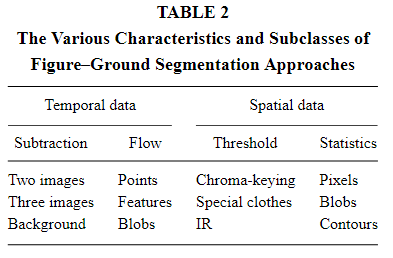 TABLE 2
The Various Characteristics and Subclasses of
Figure–Ground Segmentation Approaches
Temporal data Spatial data
Subtraction Flow Threshold Statistics
Two images Points Chroma-keying Pixels
Three images Features Special clothes Blobs
Background Blobs IR Contours